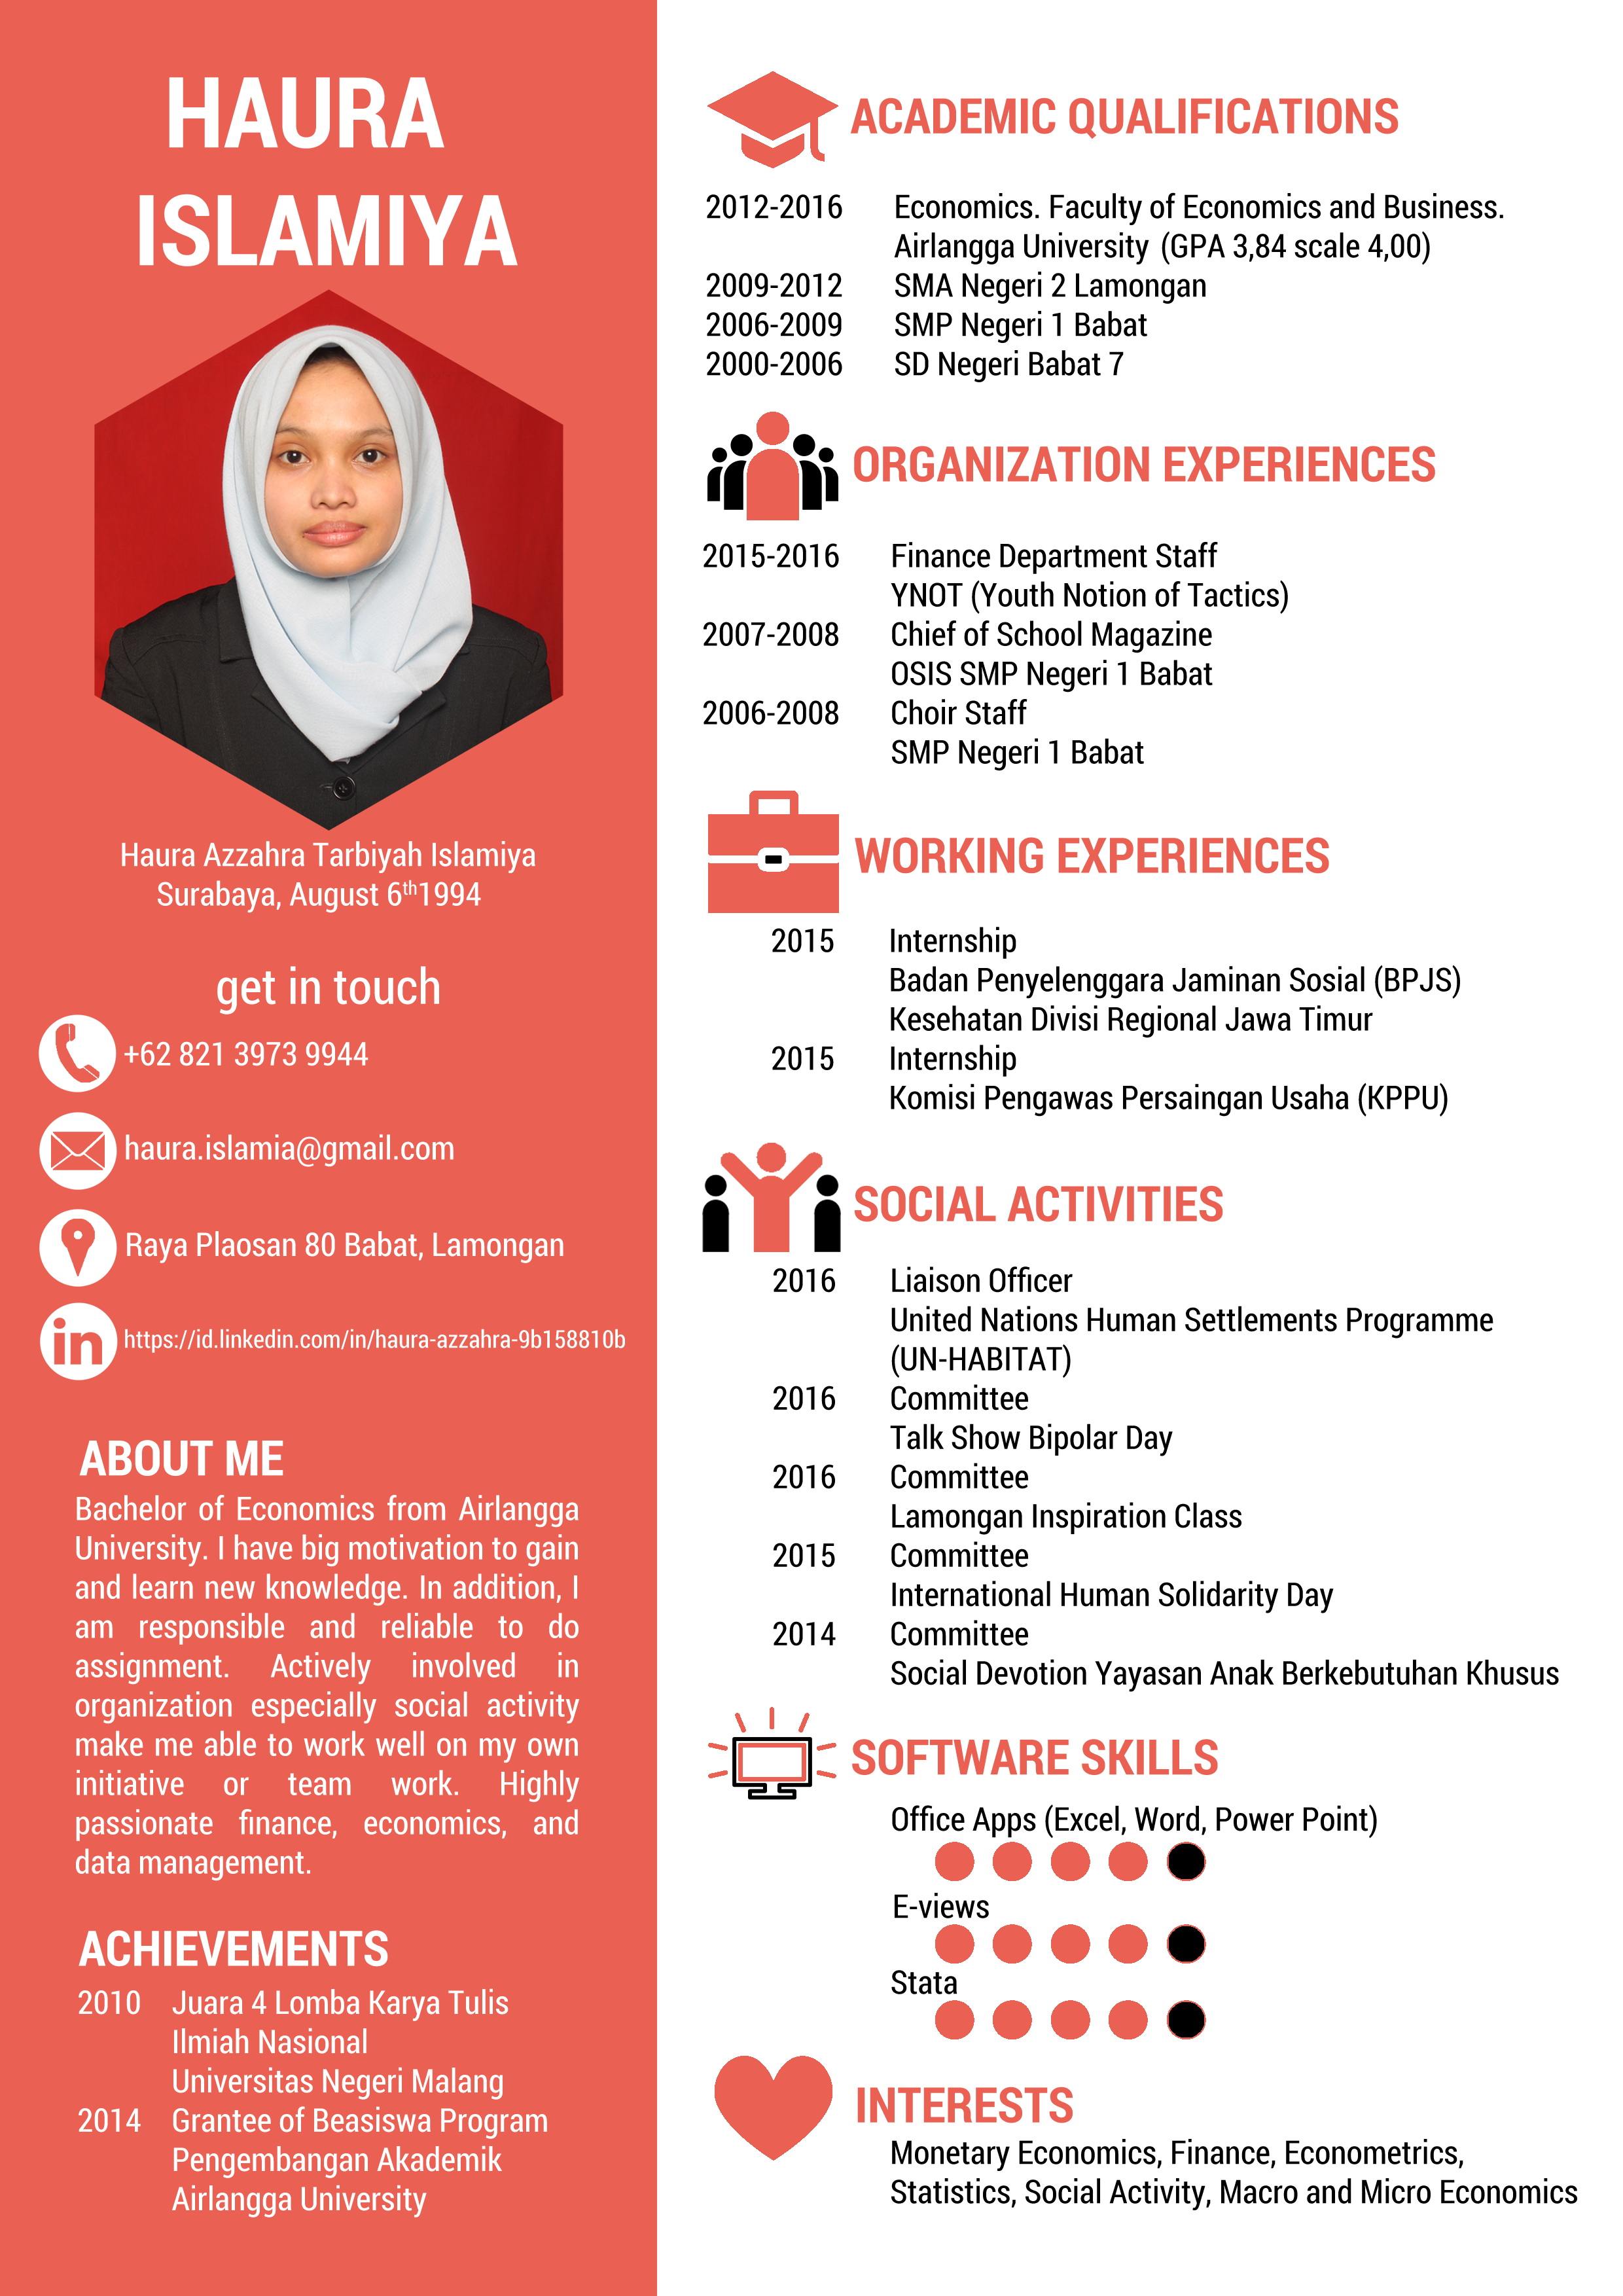 HAURA
ISLAMIYA
Haura Azzahra Tarbiyah Islamiya
Surabaya, August 6th1994
get in touch
+62 821 3973 9944
haura.islamia@gmail.com
Raya Plaosan 80 Babat, Lamongan
in https://id.linkedin.com/in/haura-azzahra-9b158810b
ABOUT ME
Bachelor of Economics from Airlangga
University. I have big motivation to gain
and learn new knowledge. In addition, I
am responsible and reliable to do
assignment. Actively involved in
organization especially social activity
make me able to work well on my own
initiative or team work. Highly
passionate finance, economics, and
data management.
ACHIEVEMENTS
2010 Juara 4 Lomba Karya Tulis
Ilmiah Nasional
Universitas Negeri Malang
2014 Grantee of Beasiswa Program
Pengembangan Akademik
Airlangga University
ACADEMIC QUALIFICATIONS
2012-2016 Economics. Faculty of Economics and Business.
Airlangga University (GPA 3,84 scale 4,00)
2009-2012 SMA Negeri 2 Lamongan
2006-2009 SMP Negeri 1 Babat
2000-2006 SD Negeri Babat 7
ORGANIZATION EXPERIENCES
2015-2016 Finance Department Staff
YNOT (Youth Notion of Tactics)
2007-2008 Chief of School Magazine
OSIS SMP Negeri 1 Babat
2006-2008 Choir Staff
SMP Negeri 1 Babat
WORKING EXPERIENCES
2015 Internship
Badan Penyelenggara Jaminan Sosial (BPJS)
Kesehatan Divisi Regional Jawa Timur
2015 Internship
Komisi Pengawas Persaingan Usaha (KPPU)
SOCIAL ACTIVITIES
2016 Liaison Officer
United Nations Human Settlements Programme
(UN-HABITAT)
2016 Committee
Talk Show Bipolar Day
2016 Committee
Lamongan Inspiration Class
2015 Committee
International Human Solidarity Day
2014 Committee
Social Devotion Yayasan Anak Berkebutuhan Khusus
SOFTWARE SKILLS
Office Apps (Excel, Word, Power Point)
E-views
Stata
INTERESTS
Monetary Economics, Finance, Econometrics,
Statistics, Social Activity, Macro and Micro Economics